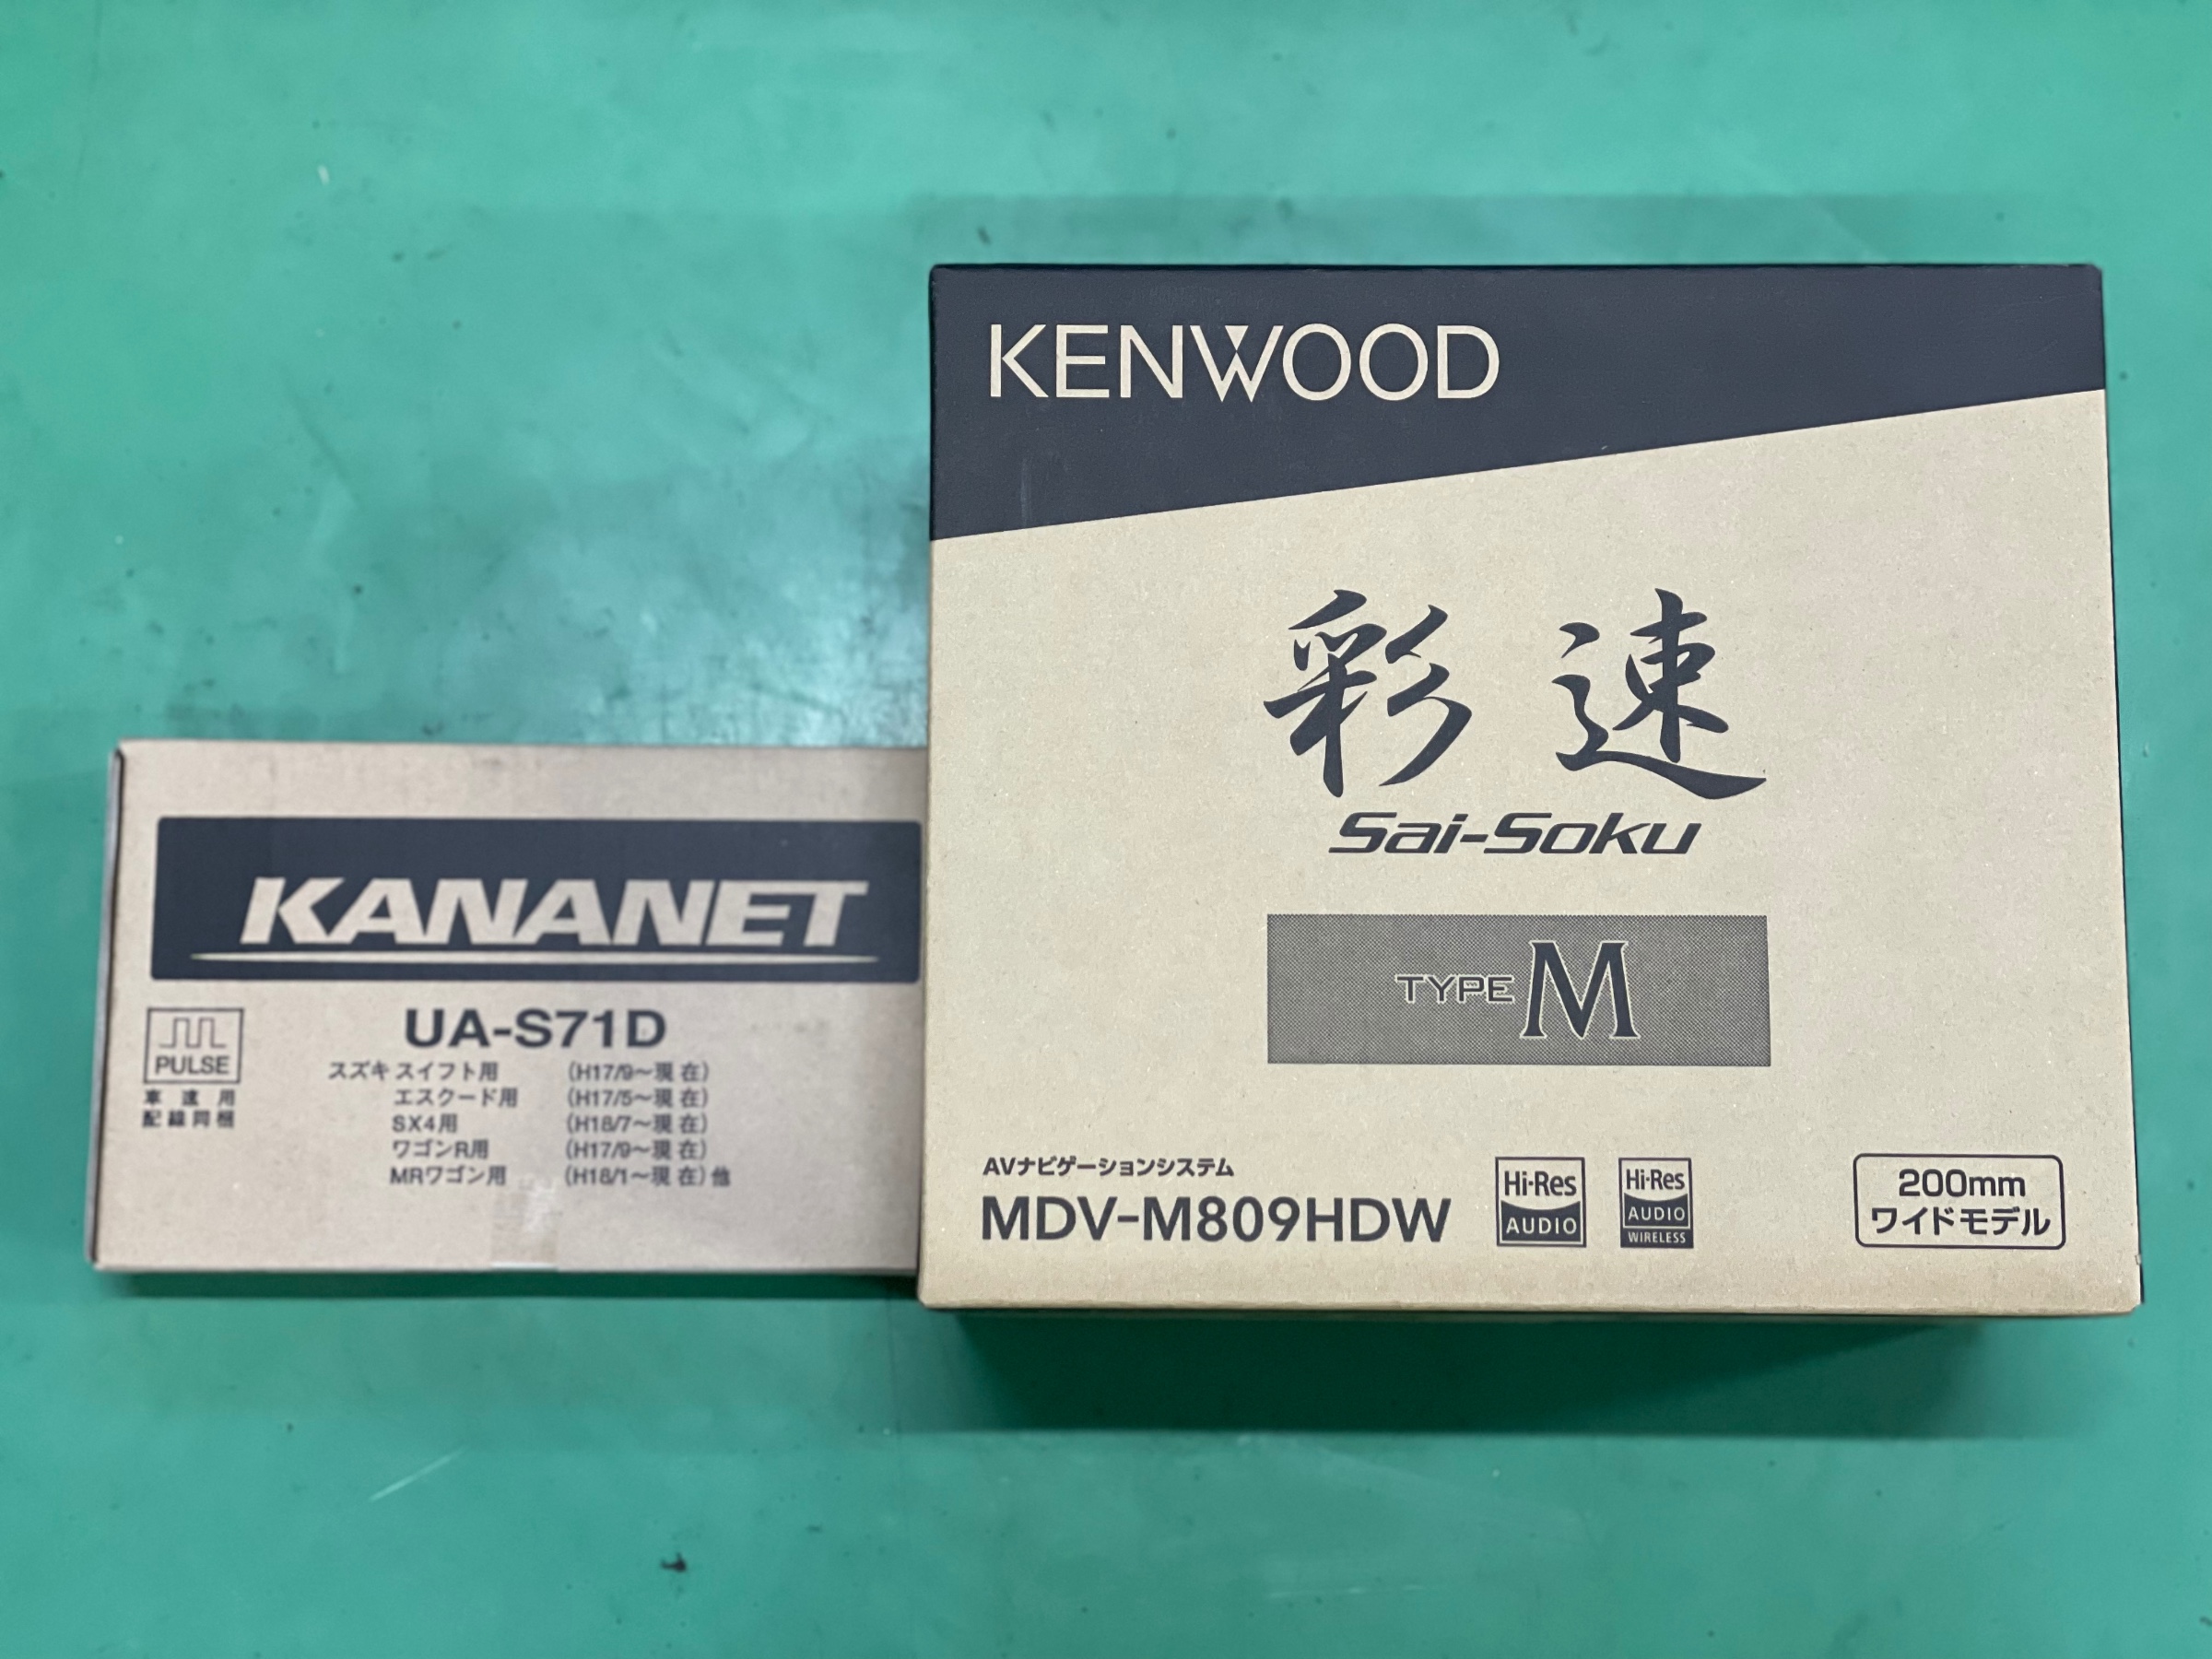 KENWOOD
彩速
Sai-Soku
TYPE M
AVナビゲーションシステム
MDV-M809HDW
Hi-Res
AUDIO
Hi-Res
AUDIO
WIRELESS
200mm
ワイドモデル
KANANET
UA-S71D
PULSE
車速用
配線同梱
スズキ スイフト用 (H17/9〜現在)
エスクード用 (H17/5〜現在)
SX4用 (H18/7〜現在)
ワゴンR用 (H17/9〜現在)
MRワゴン用 (H18/1〜現在)他